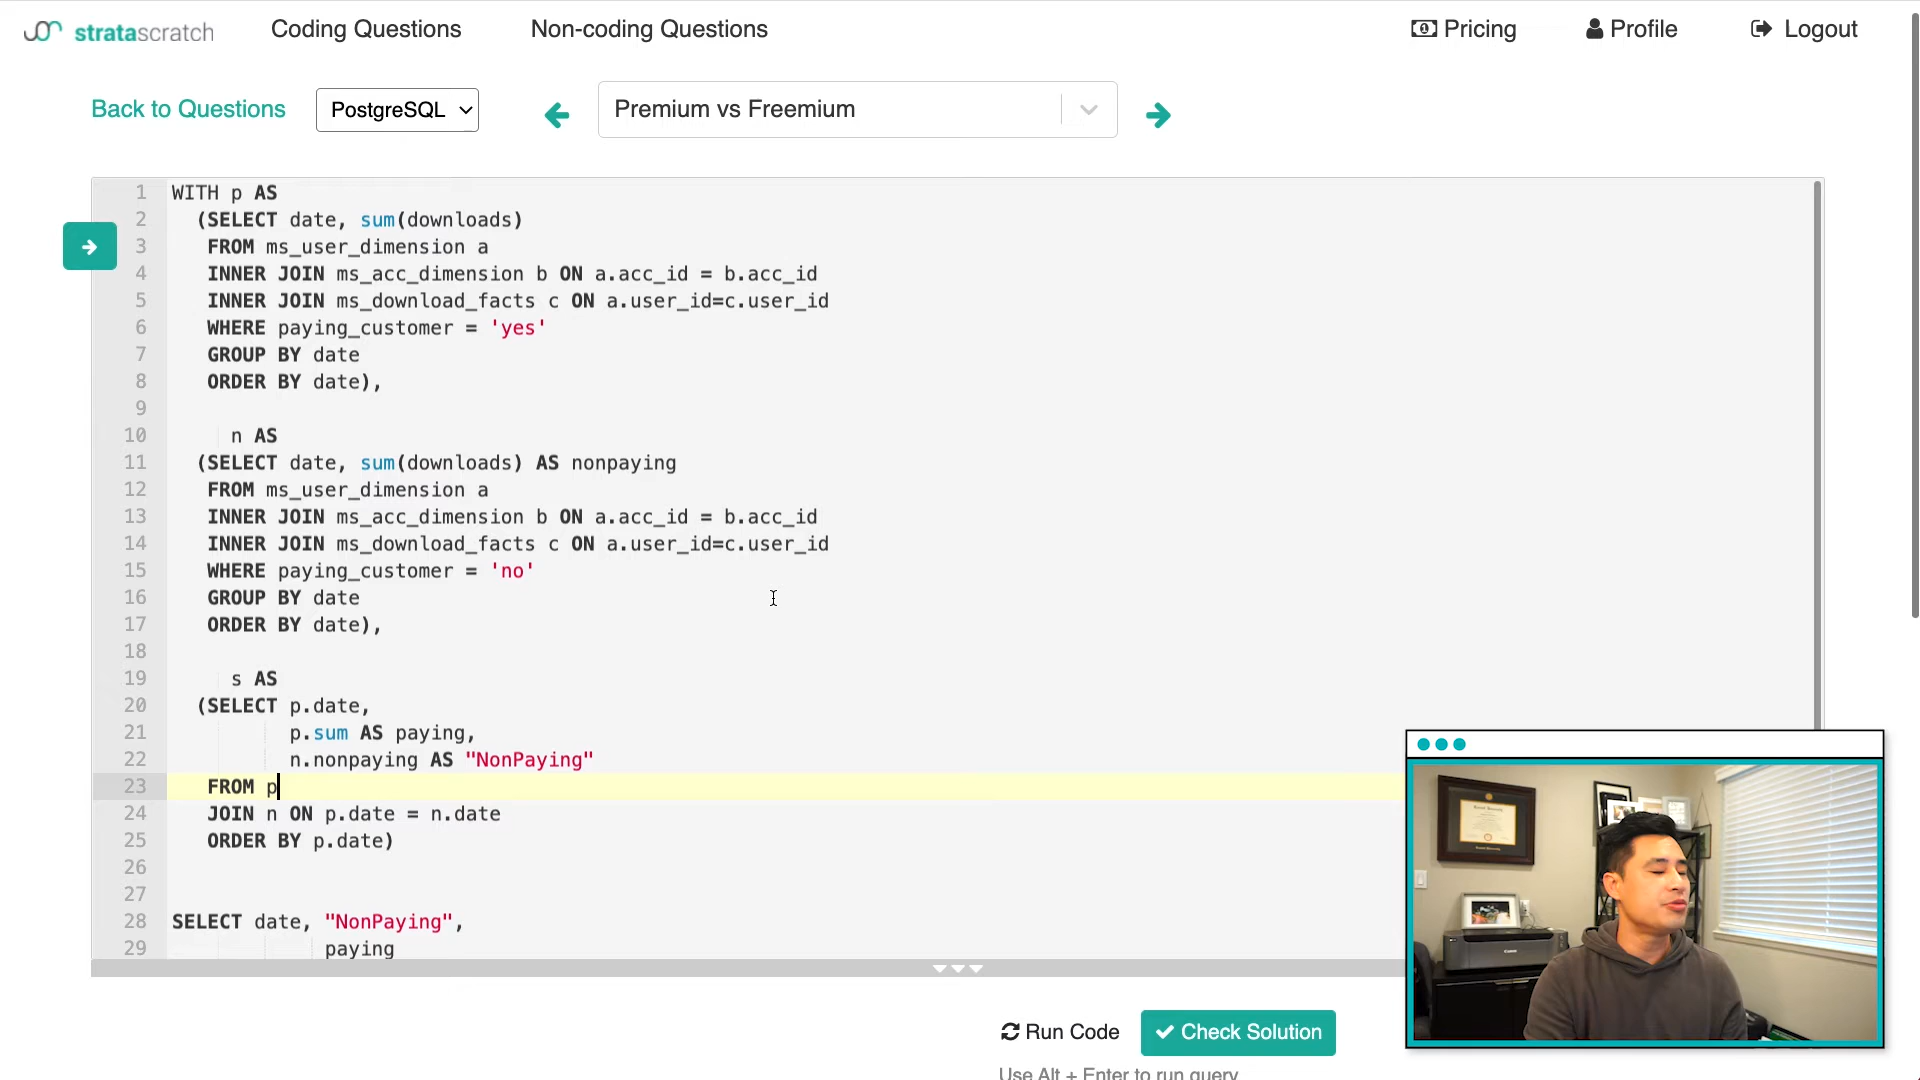 stratascratch
Coding Questions
Non-coding Questions
Pricing
Profile
Logout
Back to Questions
PostgreSQL
Premium vs Freemium
1 WITH p AS
2 (SELECT date, sum(downloads)
3 FROM ms_user_dimension a
4 INNER JOIN ms_acc_dimension b ON a.acc_id = b.acc_id
5 INNER JOIN ms_download_facts c ON a.user_id=c.user_id
6 WHERE paying_customer = 'yes'
7 GROUP BY date
8 ORDER BY date),
9
10 n AS
11 (SELECT date, sum(downloads) AS nonpaying
12 FROM ms_user_dimension a
13 INNER JOIN ms_acc_dimension b ON a.acc_id = b.acc_id
14 INNER JOIN ms_download_facts c ON a.user_id=c.user_id
15 WHERE paying_customer = 'no'
16 GROUP BY date
17 ORDER BY date),
18
19 s AS
20 (SELECT p.date,
21 p.sum AS paying,
22 n.nonpaying AS "NonPaying"
23 FROM p
24 JOIN n ON p.date = n.date
25 ORDER BY p.date)
26
27
28 SELECT date, "NonPaying",
29 paying
Run Code
Check Solution
Use Alt + Enter to run query